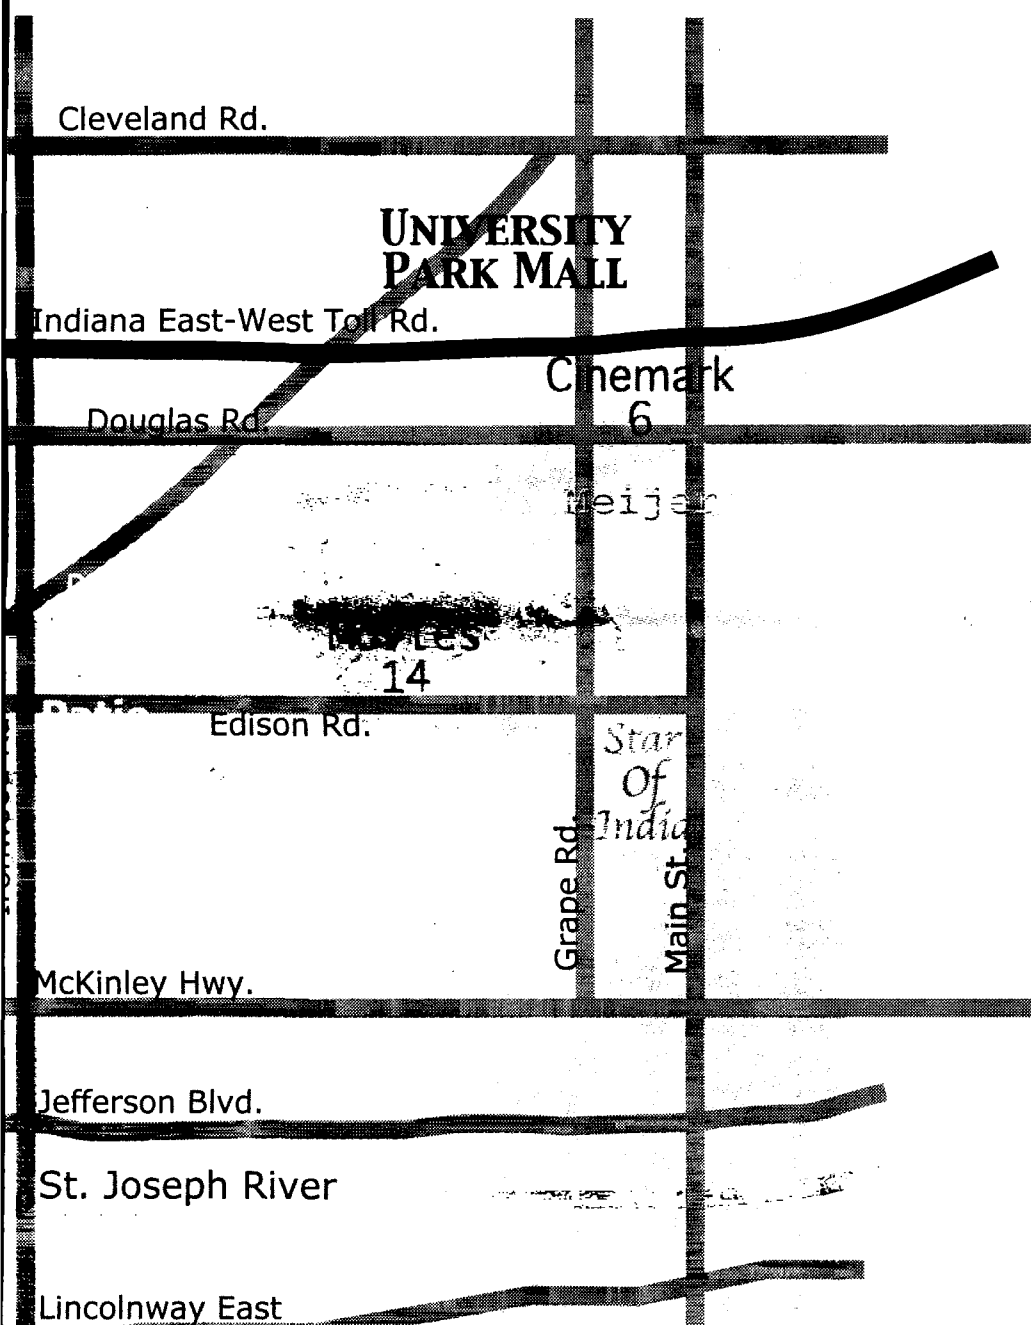 Cleveland Rd.
UNIVERSITY
PARK MALL
Indiana East-West Toll Rd.
Cinemark
6
Douglas Rd.
Meijer
14
Edison Rd.
Star
Of
India
Grape Rd.
Main St.
McKinley Hwy.
Jefferson Blvd.
St. Joseph River
Lincolnway East